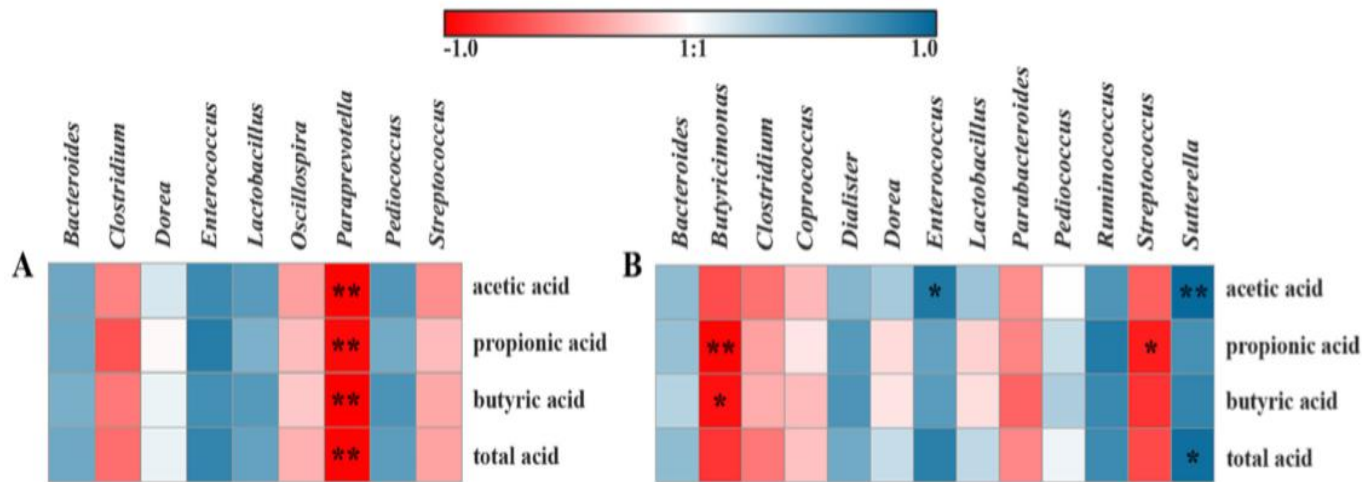 -1.0 1:1 1.0
Bacteroides
Clostridium
Dorea
Enterococcus
Lactobacillus
Oscillospira
Paraprevotella
Pediococcus
Streptococcus
A
** acetic acid
** propionic acid
** butyric acid
** total acid
Bacteroides
Butyricimonas
Clostridium
Coprococcus
Dialister
Dorea
Enterococcus
Lactobacillus
Parabacteroides
Pediococcus
Ruminococcus
Streptococcus
Sutterella
B
* ** acetic acid
** * propionic acid
* butyric acid
* total acid